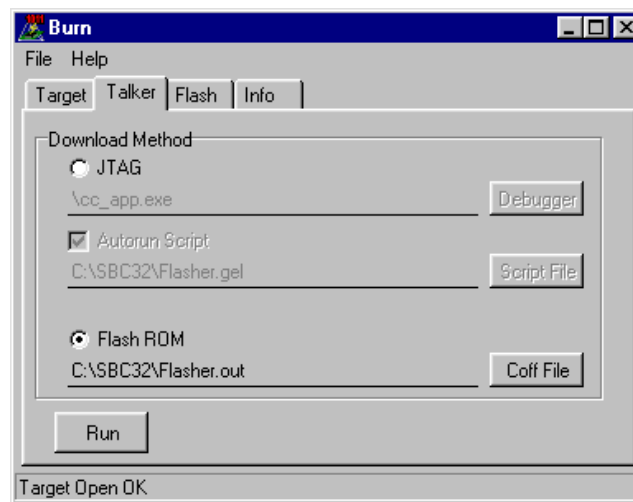 Burn
File Help
Target Talker Flash Info
Download Method
JTAG
\cc_app.exe Debugger
Autorun Script
C:\SBC32\Flasher.gel Script File
Flash ROM
C:\SBC32\Flasher.out Coff File
Run
Target Open OK